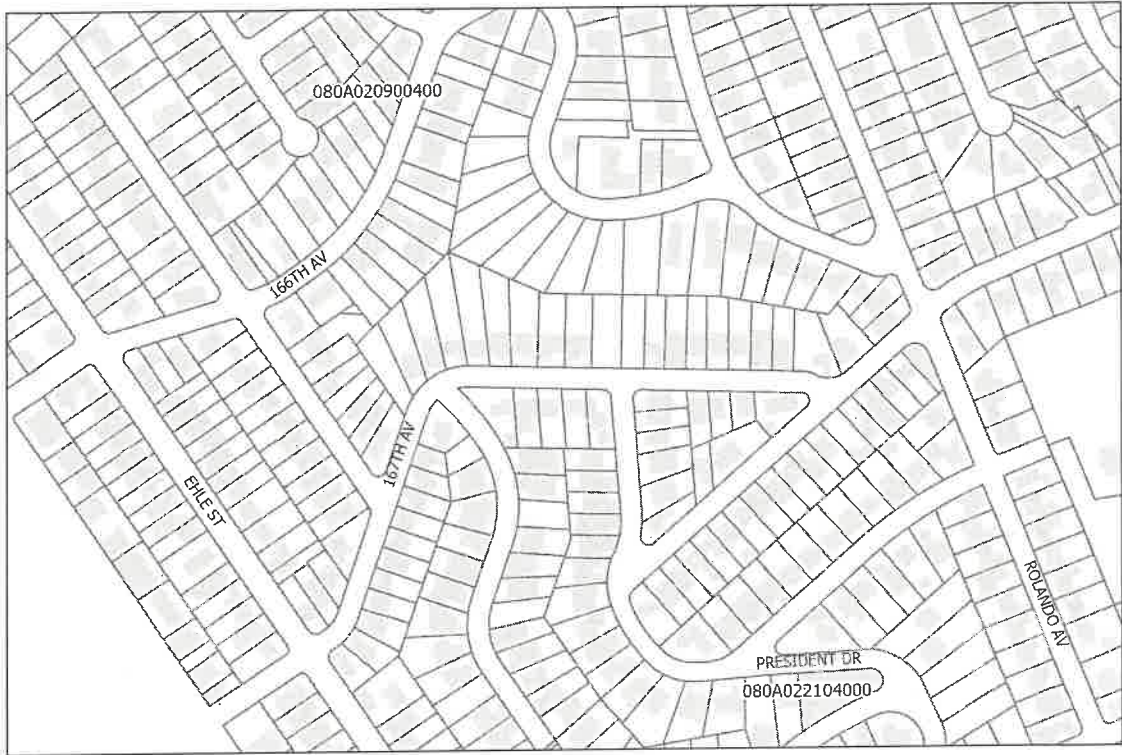 080A020900400
166TH AV
167TH AV
EHLE ST
ROLANDO AV
PRESIDENT DR
080A022104000